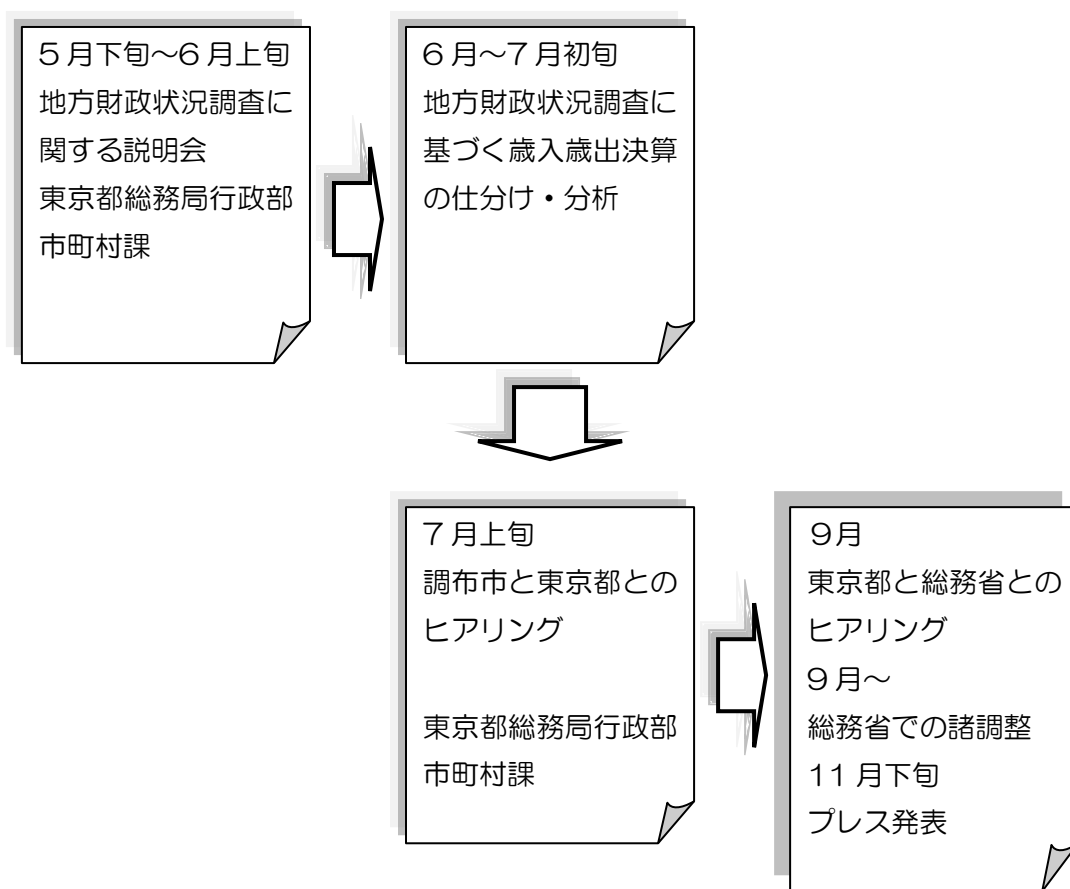 5月下旬～6月上旬
地方財政状況調査に
関する説明会
東京都総務局行政部
市町村課
6月～7月初旬
地方財政状況調査に
基づく歳入歳出決算
の仕分け・分析
7月上旬
調布市と東京都との
ヒアリング
東京都総務局行政部
市町村課
9月
東京都と総務省との
ヒアリング
9月～
総務省での諸調整
11月下旬
プレス発表